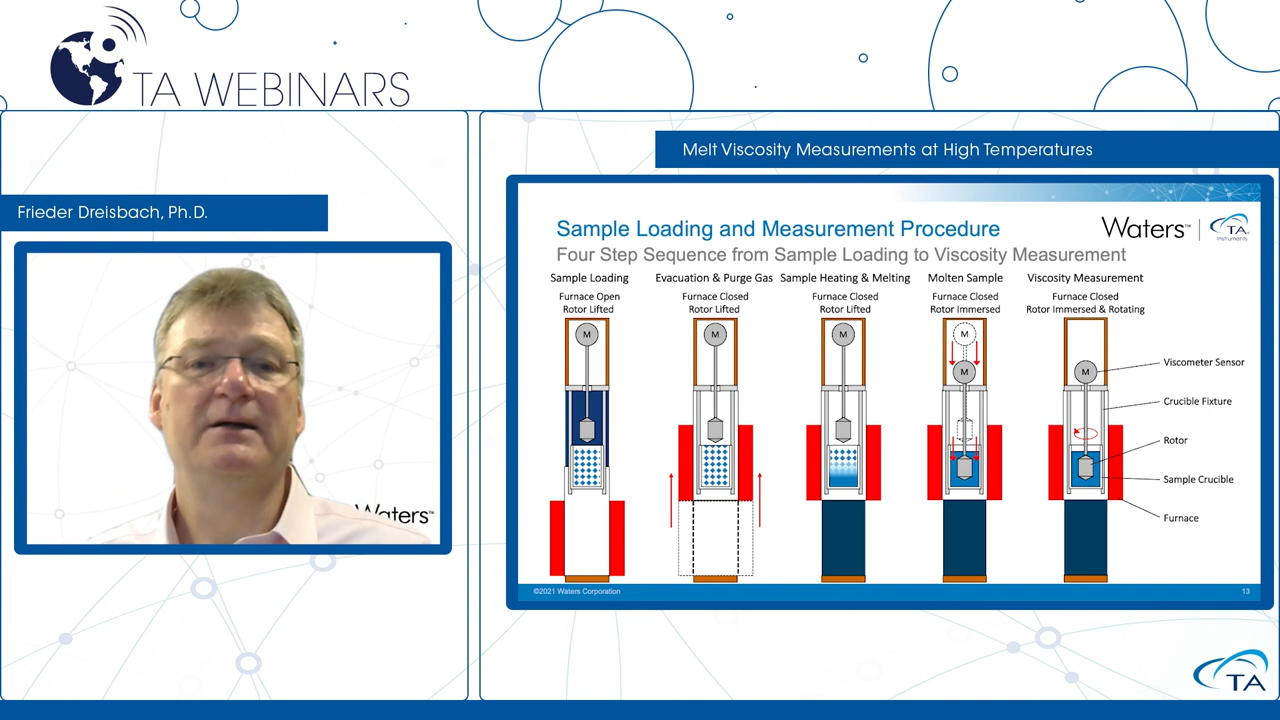 TA WEBINARS
Melt Viscosity Measurements at High Temperatures
Frieder Dreisbach, Ph.D.
Waters™
Sample Loading and Measurement Procedure
Four Step Sequence from Sample Loading to Viscosity Measurement
Waters™ | TA Instruments
Sample Loading
Furnace Open
Rotor Lifted
M
Evacuation & Purge Gas
Furnace Closed
Rotor Lifted
M
Sample Heating & Melting
Furnace Closed
Rotor Lifted
M
Molten Sample
Furnace Closed
Rotor Immersed
M
M
Viscosity Measurement
Furnace Closed
Rotor Immersed & Rotating
M
Viscometer Sensor
Crucible Fixture
Rotor
Sample Crucible
Furnace
©2021 Waters Corporation
13
TA